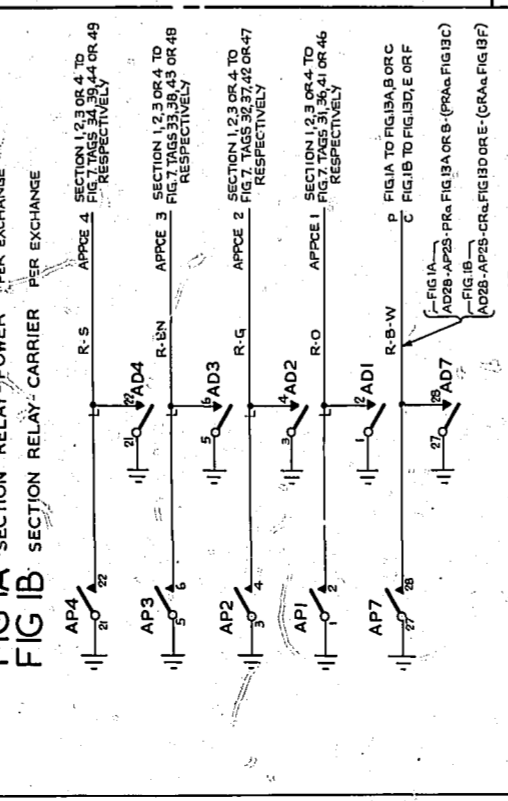 FIG 1A SECTION RELAY-POWER PER EXCHANGE
FIG 1B SECTION RELAY-CARRIER PER EXCHANGE
AP4 21 22
R-S APPCE 4
SECTION 1,2,3 OR 4 TO
FIG.7. TAGS 34,39,44 OR 49
RESPECTIVELY
21 22 AD4
AP3 5 6
R-BN APPCE 3
SECTION 1,2,3 OR 4 TO
FIG.7. TAGS 33,38,43 OR 48
RESPECTIVELY
5 6 AD3
AP2 3 4
R-G APPCE 2
SECTION 1,2,3 OR 4 TO
FIG.7. TAGS 32,37,42 OR 47
RESPECTIVELY
3 4 AD2
AP1 1 2
R-O APPCE 1
SECTION 1,2,3 OR 4 TO
FIG.7. TAGS 31,36,41 OR 46
RESPECTIVELY
1 2 AD1
AP7 27 28
R-B-W
P FIG.1A TO FIG.13A,B OR C
C FIG.1B TO FIG.13D,E OR F
27 28 AD7
FIG 1A
AD28-AP28-PRa FIG.13A OR B-(PRAa FIG 13C)
FIG.1B
AD28-AP28-CRa FIG 13D OR E-(CRAa FIG 13F)